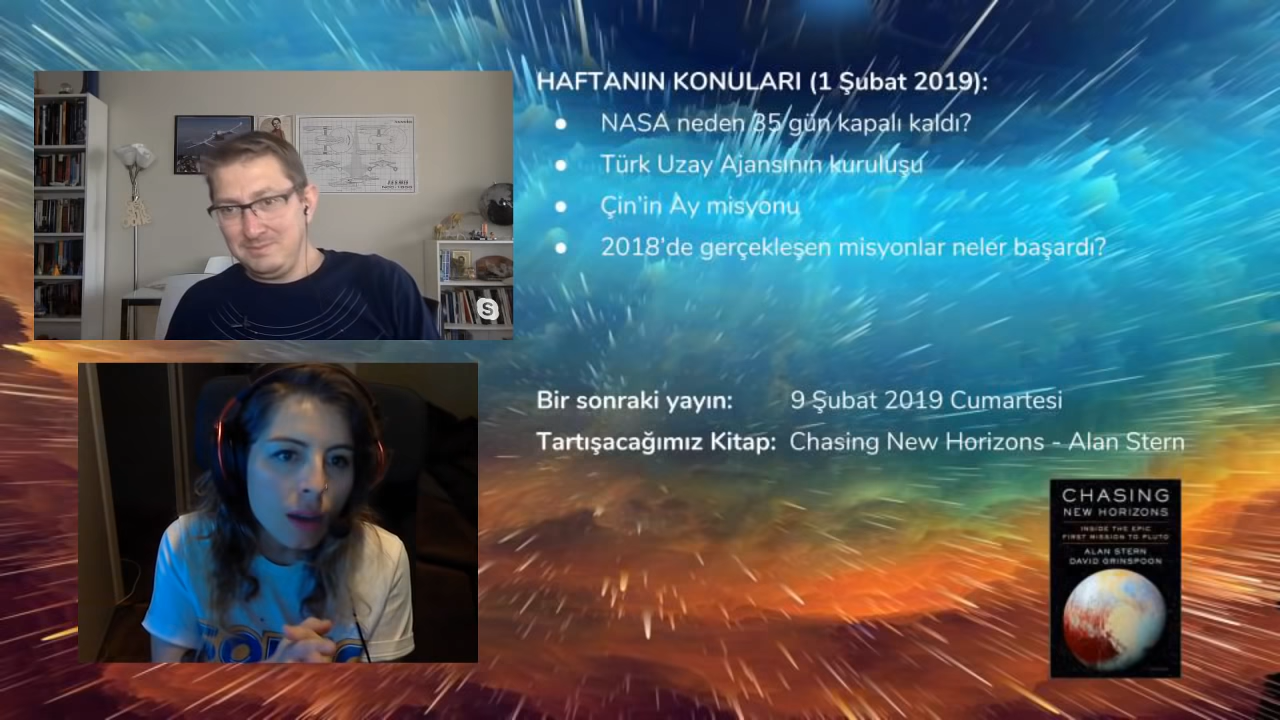 HAFTANIN KONULARI (1 Şubat 2019):
● NASA neden 35 gün kapalı kaldı?
● Türk Uzay Ajansının kuruluşu
● Çin'in Ay misyonu
● 2018'de gerçekleşen misyonlar neler başardı?
Bir sonraki yayın: 9 Şubat 2019 Cumartesi
Tartışacağımız Kitap: Chasing New Horizons - Alan Stern
CHASING
NEW HORIZONS
INSIDE THE EPIC
FIRST MISSION TO PLUTO
ALAN STERN
DAVID GRINSPOON
S